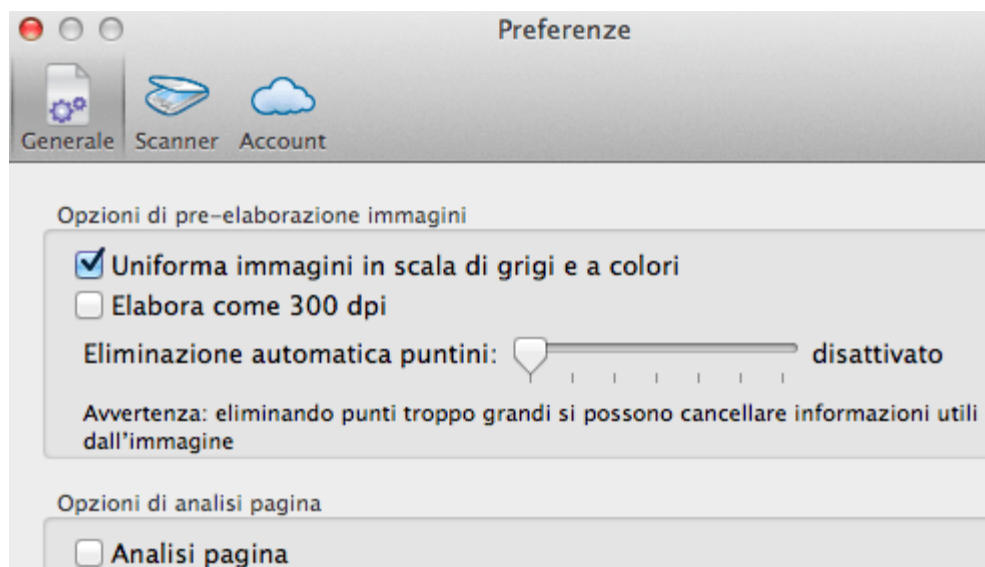 Preferenze
Generale Scanner Account
Opzioni di pre-elaborazione immagini
Uniforma immagini in scala di grigi e a colori
Elabora come 300 dpi
Eliminazione automatica puntini: disattivato
Avvertenza: eliminando punti troppo grandi si possono cancellare informazioni utili
dall'immagine
Opzioni di analisi pagina
Analisi pagina